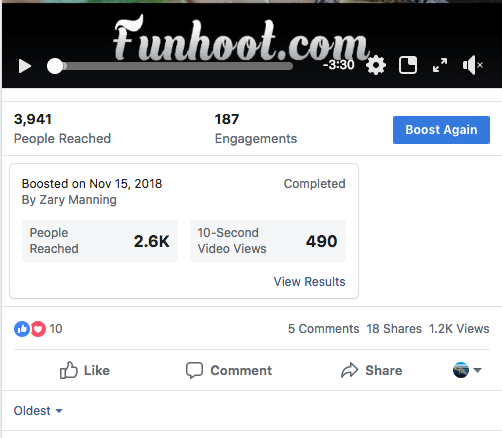 Funhoot.com
-3:30
3,941
People Reached
187
Engagements
Boost Again
Boosted on Nov 15, 2018
Completed
By Zary Manning
People
Reached
2.6K
10-Second
Video Views
490
View Results
10
5 Comments 18 Shares 1.2K Views
Like
Comment
Share
Oldest